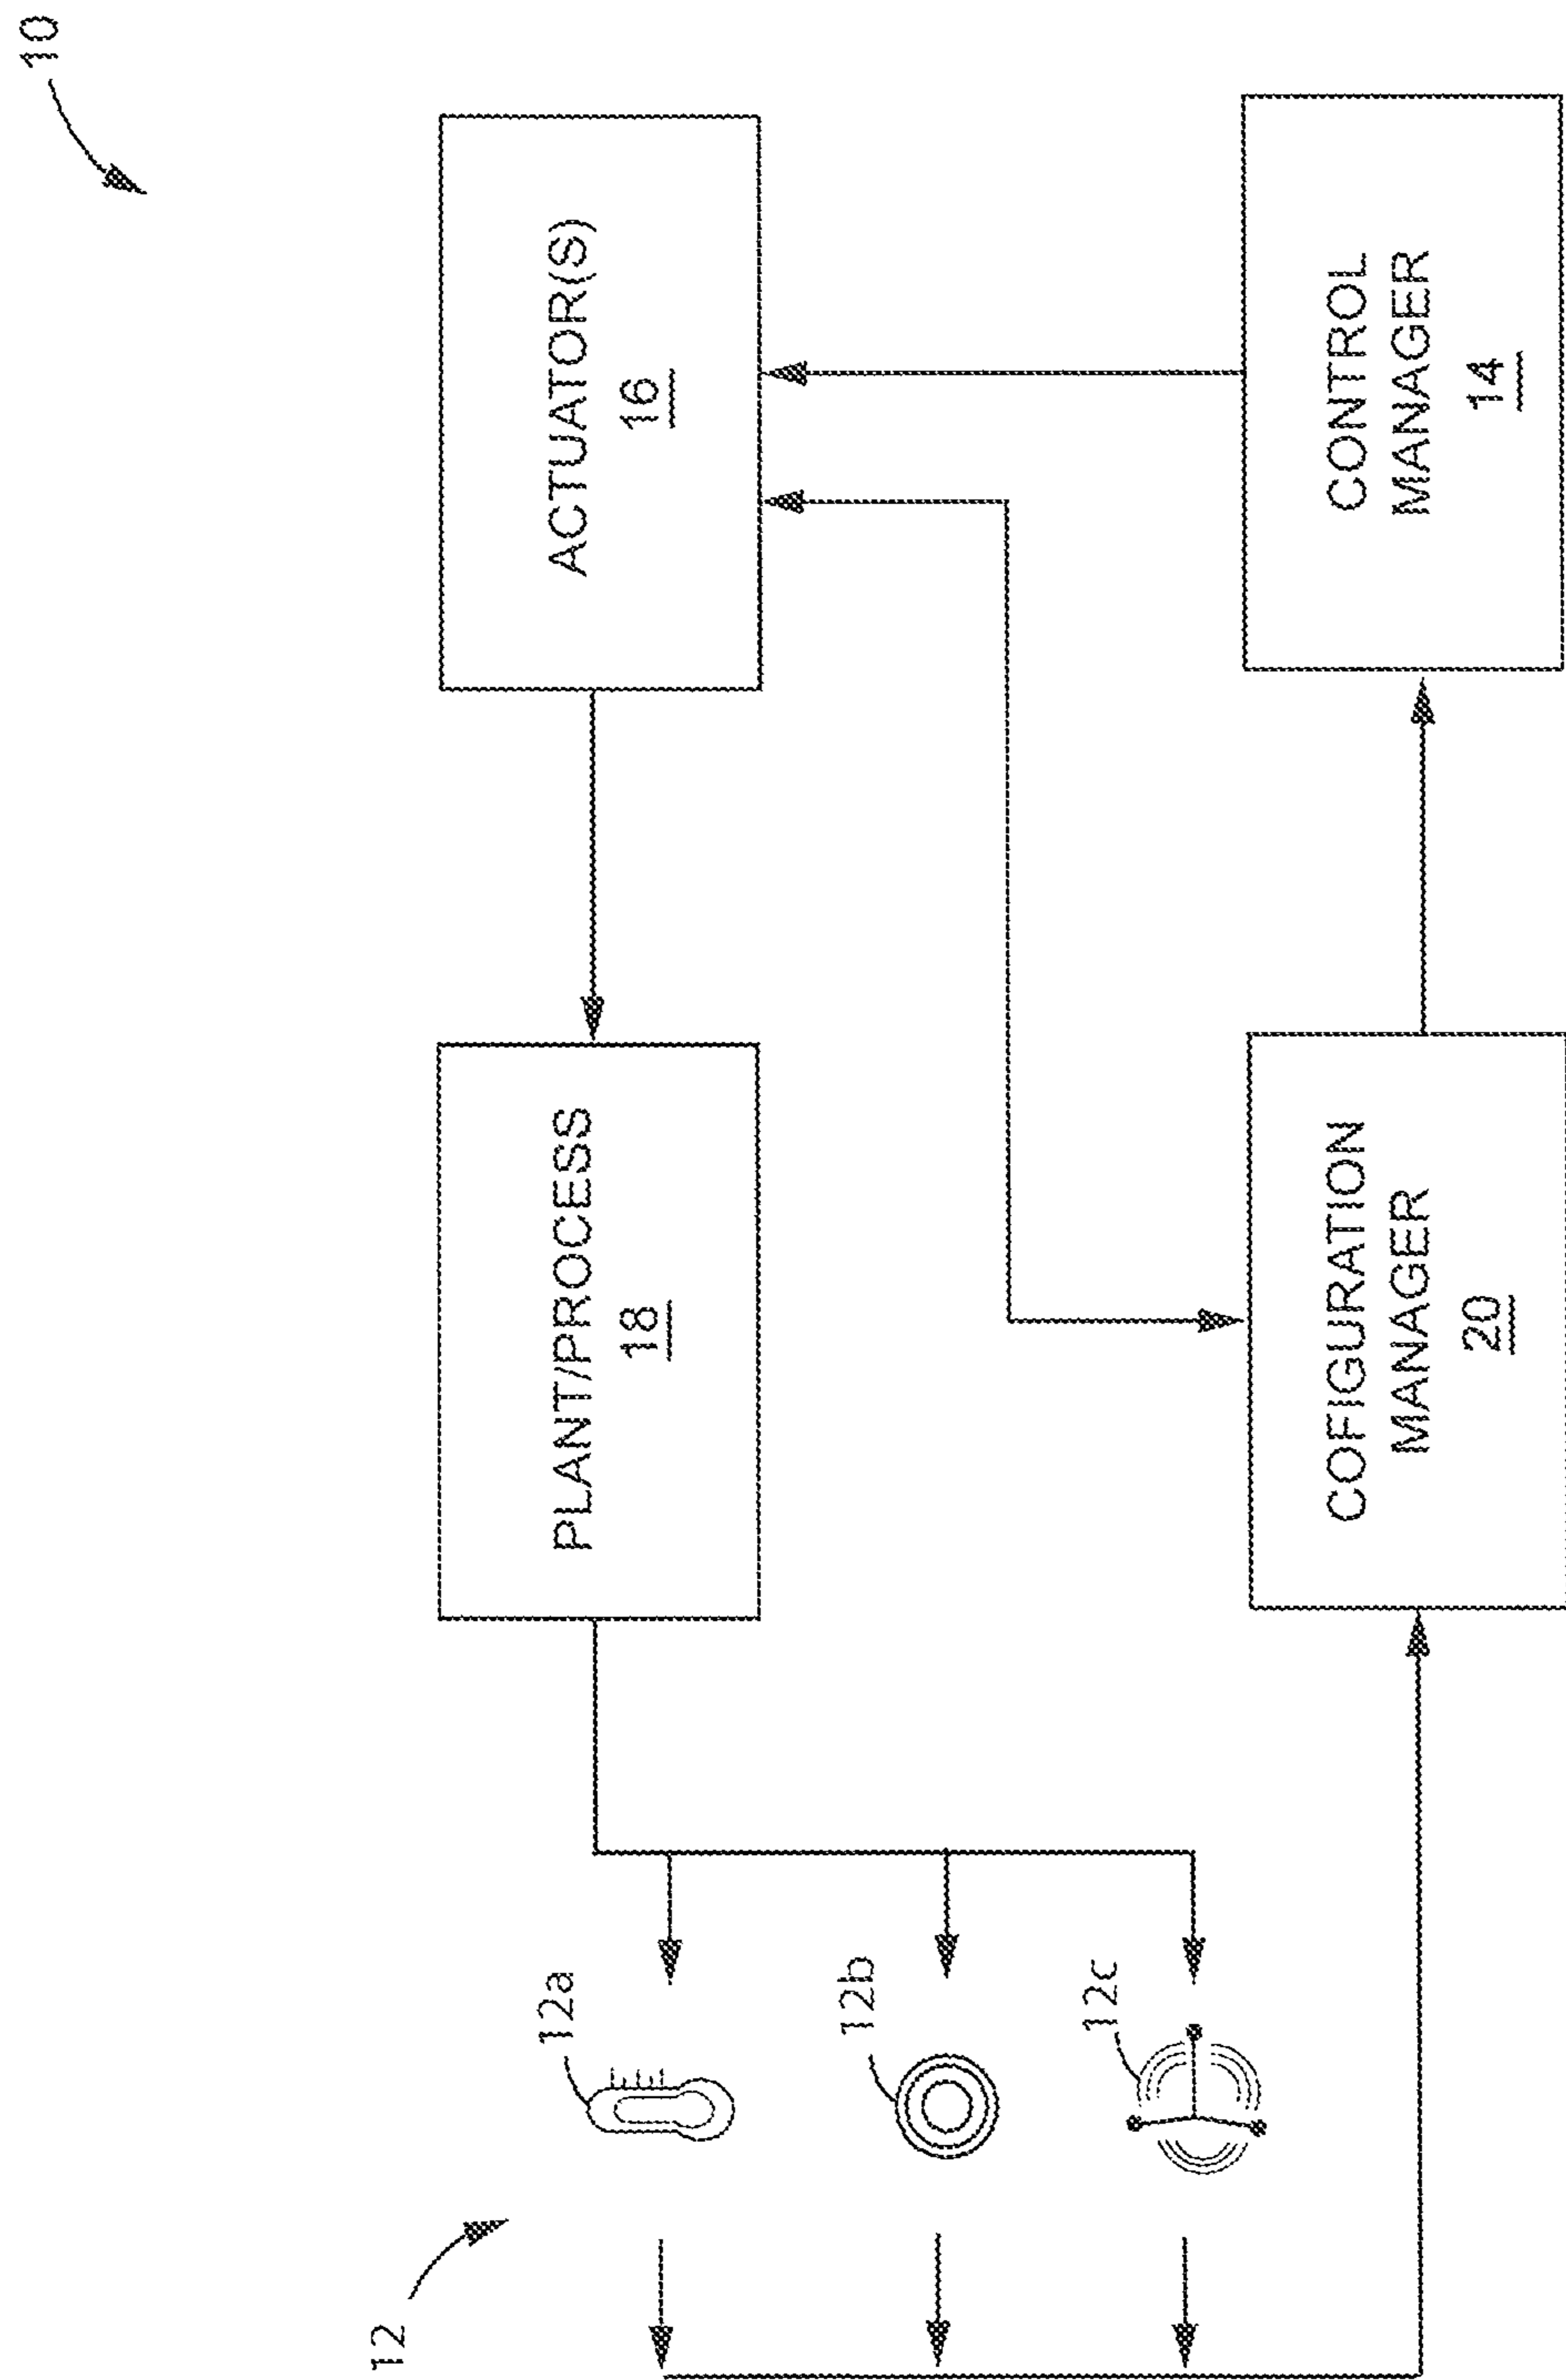 10
ACTUATOR(S)
16
PLANT/PROCESS
18
12
12a
12b
12c
COFIGURATION
MANAGER
20
CONTROL
MANAGER
14